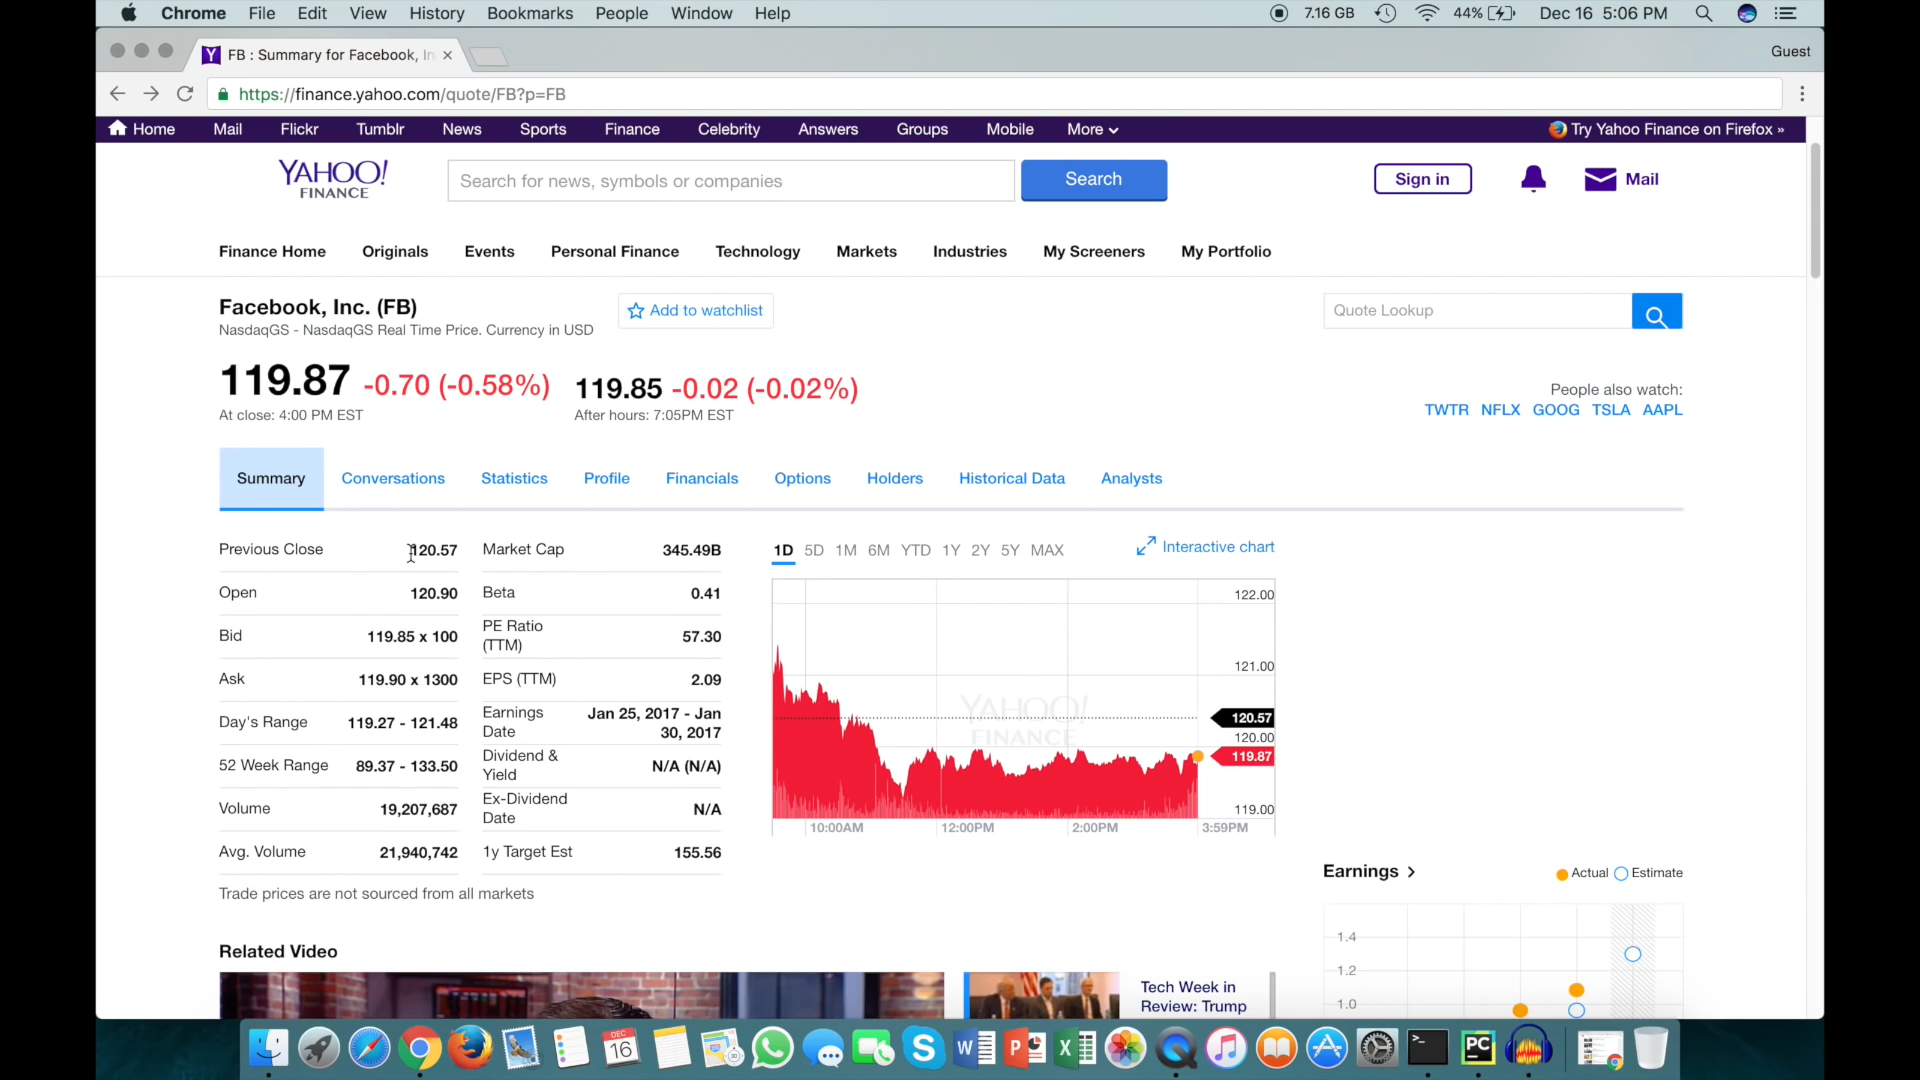 Chrome File Edit View History Bookmarks People Window Help 7.16 GB 44% Dec 16 5:06 PM
FB : Summary for Facebook, In Guest
https://finance.yahoo.com/quote/FB?p=FB
Home Mail Flickr Tumblr News Sports Finance Celebrity Answers Groups Mobile More Try Yahoo Finance on Firefox »
YAHOO!
FINANCE
Search for news, symbols or companies Search Sign in Mail
Finance Home Originals Events Personal Finance Technology Markets Industries My Screeners My Portfolio
Facebook, Inc. (FB) Add to watchlist Quote Lookup
NasdaqGS - NasdaqGS Real Time Price. Currency in USD
119.87 -0.70 (-0.58%) 119.85 -0.02 (-0.02%)
At close: 4:00 PM EST After hours: 7:05PM EST
People also watch:
TWTR NFLX GOOG TSLA AAPL
Summary Conversations Statistics Profile Financials Options Holders Historical Data Analysts
Previous Close 120.57
Open 120.90
Bid 119.85 x 100
Ask 119.90 x 1300
Day's Range 119.27 - 121.48
52 Week Range 89.37 - 133.50
Volume 19,207,687
Avg. Volume 21,940,742
Market Cap 345.49B
Beta 0.41
PE Ratio
(TTM) 57.30
EPS (TTM) 2.09
Earnings Jan 25, 2017 - Jan
Date 30, 2017
Dividend &
Yield N/A (N/A)
Ex-Dividend
Date N/A
1y Target Est 155.56
Trade prices are not sourced from all markets
1D 5D 1M 6M YTD 1Y 2Y 5Y MAX Interactive chart
122.00
121.00
YAHOO!
FINANCE
120.57
120.00
119.87
119.00
10:00AM 12:00PM 2:00PM 3:59PM
Earnings Actual Estimate
1.4
1.2
1.0
Related Video
Tech Week in
Review: Trump
DEC
16
3D
W P X
S
>_
PC